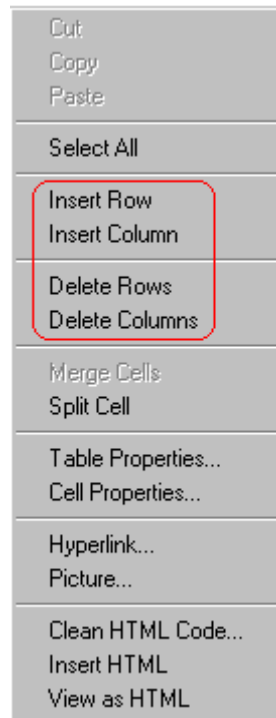 Cut
Copy
Paste
Select All
Insert Row
Insert Column
Delete Rows
Delete Columns
Merge Cells
Split Cell
Table Properties...
Cell Properties...
Hyperlink...
Picture...
Clean HTML Code...
Insert HTML
View as HTML